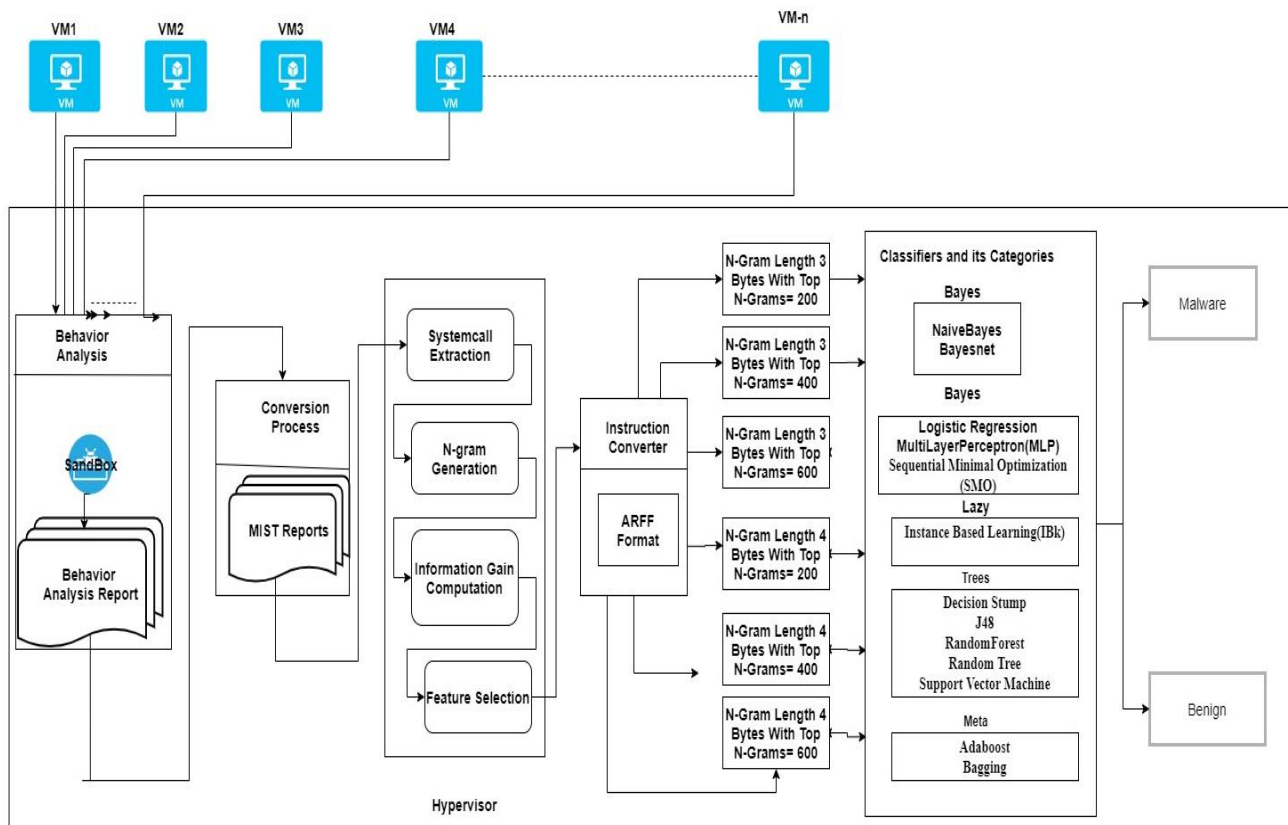 VM1
VM2
VM3
VM4
VM-n
VM
VM
VM
VM
VM
Behavior
Analysis
SandBox
Behavior
Analysis Report
Conversion
Process
MIST Reports
Systemcall
Extraction
N-gram
Generation
Information Gain
Computation
Feature Selection
Instruction
Converter
ARFF
Format
N-Gram Length 3
Bytes With Top
N-Grams= 200
N-Gram Length 3
Bytes With Top
N-Grams= 400
N-Gram Length 3
Bytes With Top
N-Grams= 600
N-Gram Length 4
Bytes With Top
N-Grams= 200
N-Gram Length 4
Bytes With Top
N-Grams= 400
N-Gram Length 4
Bytes With Top
N-Grams= 600
Classifiers and its Categories
Bayes
NaiveBayes
Bayesnet
Bayes
Logistic Regression
MultiLayerPerceptron(MLP)
Sequential Minimal Optimization
(SMO)
Lazy
Instance Based Learning(IBk)
Trees
Decision Stump
J48
RandomForest
Random Tree
Support Vector Machine
Meta
Adaboost
Bagging
Malware
Benign
Hypervisor